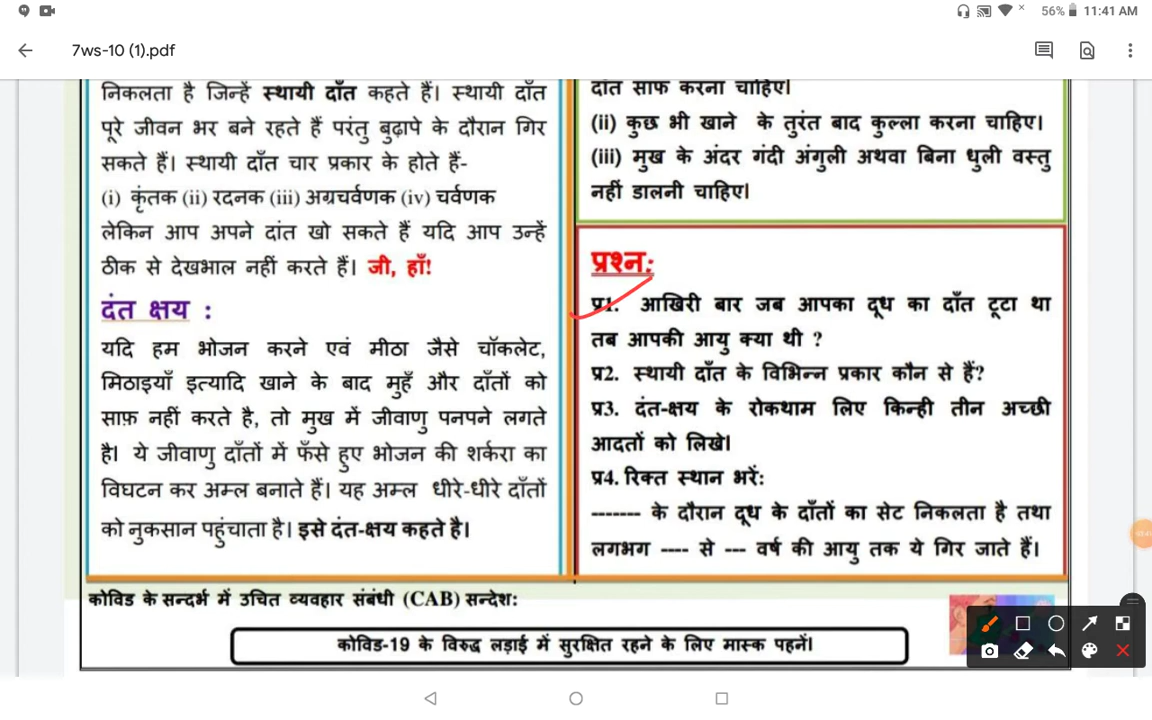 56% 11:41 AM
7ws-10 (1).pdf
निकलता है जिन्हें स्थायी दाँत कहते हैं। स्थायी दाँत
पूरे जीवन भर बने रहते हैं परंतु बुढ़ापे के दौरान गिर
सकते हैं। स्थायी दाँत चार प्रकार के होते हैं-
(i) कृंतक (ii) रदनक (iii) अग्रचर्वणक (iv) चर्वणक
लेकिन आप अपने दांत खो सकते हैं यदि आप उन्हें
ठीक से देखभाल नहीं करते हैं। जी, हाँ!
दंत क्षय :
यदि हम भोजन करने एवं मीठा जैसे चॉकलेट,
मिठाइयाँ इत्यादि खाने के बाद मुहँ और दाँतों को
साफ़ नहीं करते है, तो मुख में जीवाणु पनपने लगते
है। ये जीवाणु दाँतों में फँसे हुए भोजन की शर्करा का
विघटन कर अम्ल बनाते हैं। यह अम्ल धीरे-धीरे दाँतों
को नुकसान पहुंचाता है। इसे दंत-क्षय कहते है।
दांत साफ करना चाहिए।
(ii) कुछ भी खाने के तुरंत बाद कुल्ला करना चाहिए।
(iii) मुख के अंदर गंदी अंगुली अथवा बिना धुली वस्तु
नहीं डालनी चाहिए।
प्रश्न:
प्र1. आखिरी बार जब आपका दूध का दाँत टूटा था
तब आपकी आयु क्या थी ?
प्र2. स्थायी दाँत के विभिन्न प्रकार कौन से हैं?
प्र3. दंत-क्षय के रोकथाम लिए किन्ही तीन अच्छी
आदतों को लिखे।
प्र4. रिक्त स्थान भरें:
------- के दौरान दूध के दाँतों का सेट निकलता है तथा
लगभग ---- से --- वर्ष की आयु तक ये गिर जाते हैं।
कोविड के सन्दर्भ में उचित व्यवहार संबंधी (CAB) सन्देश:
कोविड-19 के विरुद्ध लड़ाई में सुरक्षित रहने के लिए मास्क पहनें।